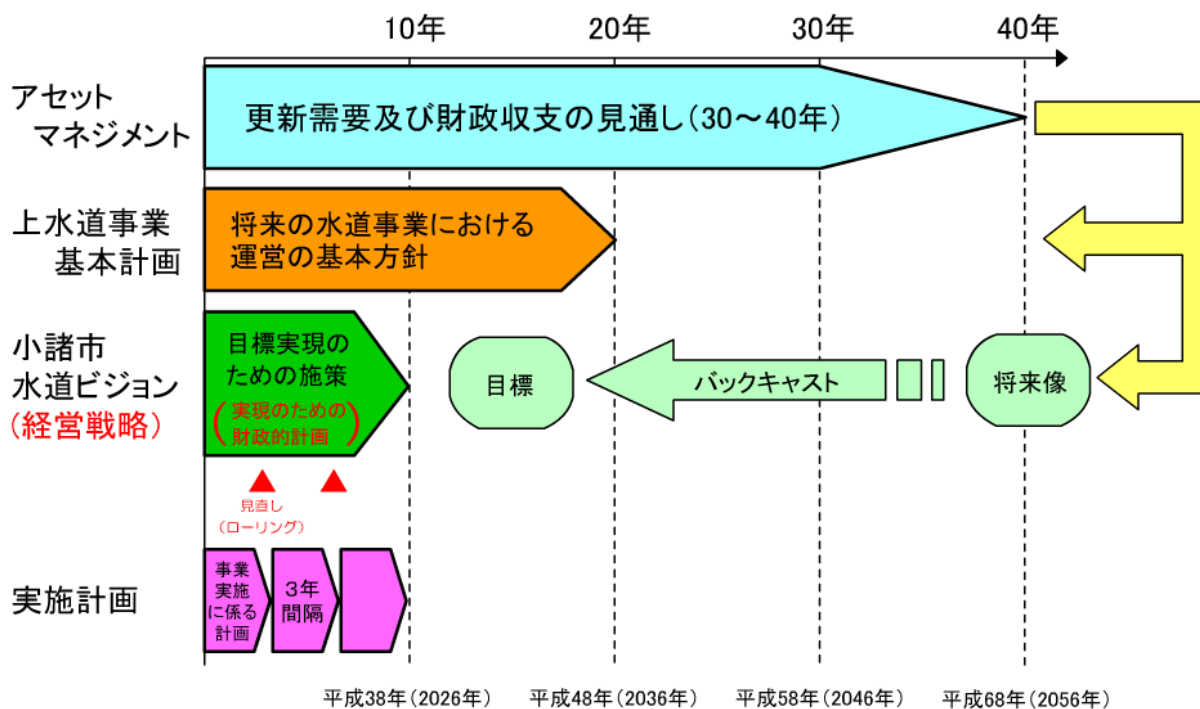 10年
20年
30年
40年
アセット
マネジメント
更新需要及び財政収支の見通し(30～40年)
上水道事業
基本計画
将来の水道事業における
運営の基本方針
小諸市
水道ビジョン
(経営戦略)
目標実現の
ための施策
(実現のための
財政的計画)
目標
バックキャスト
将来像
見直し
(ローリング)
実施計画
事業
実施
に係る
計画
３年
間隔
平成38年(2026年)
平成48年(2036年)
平成58年(2046年)
平成68年(2056年)